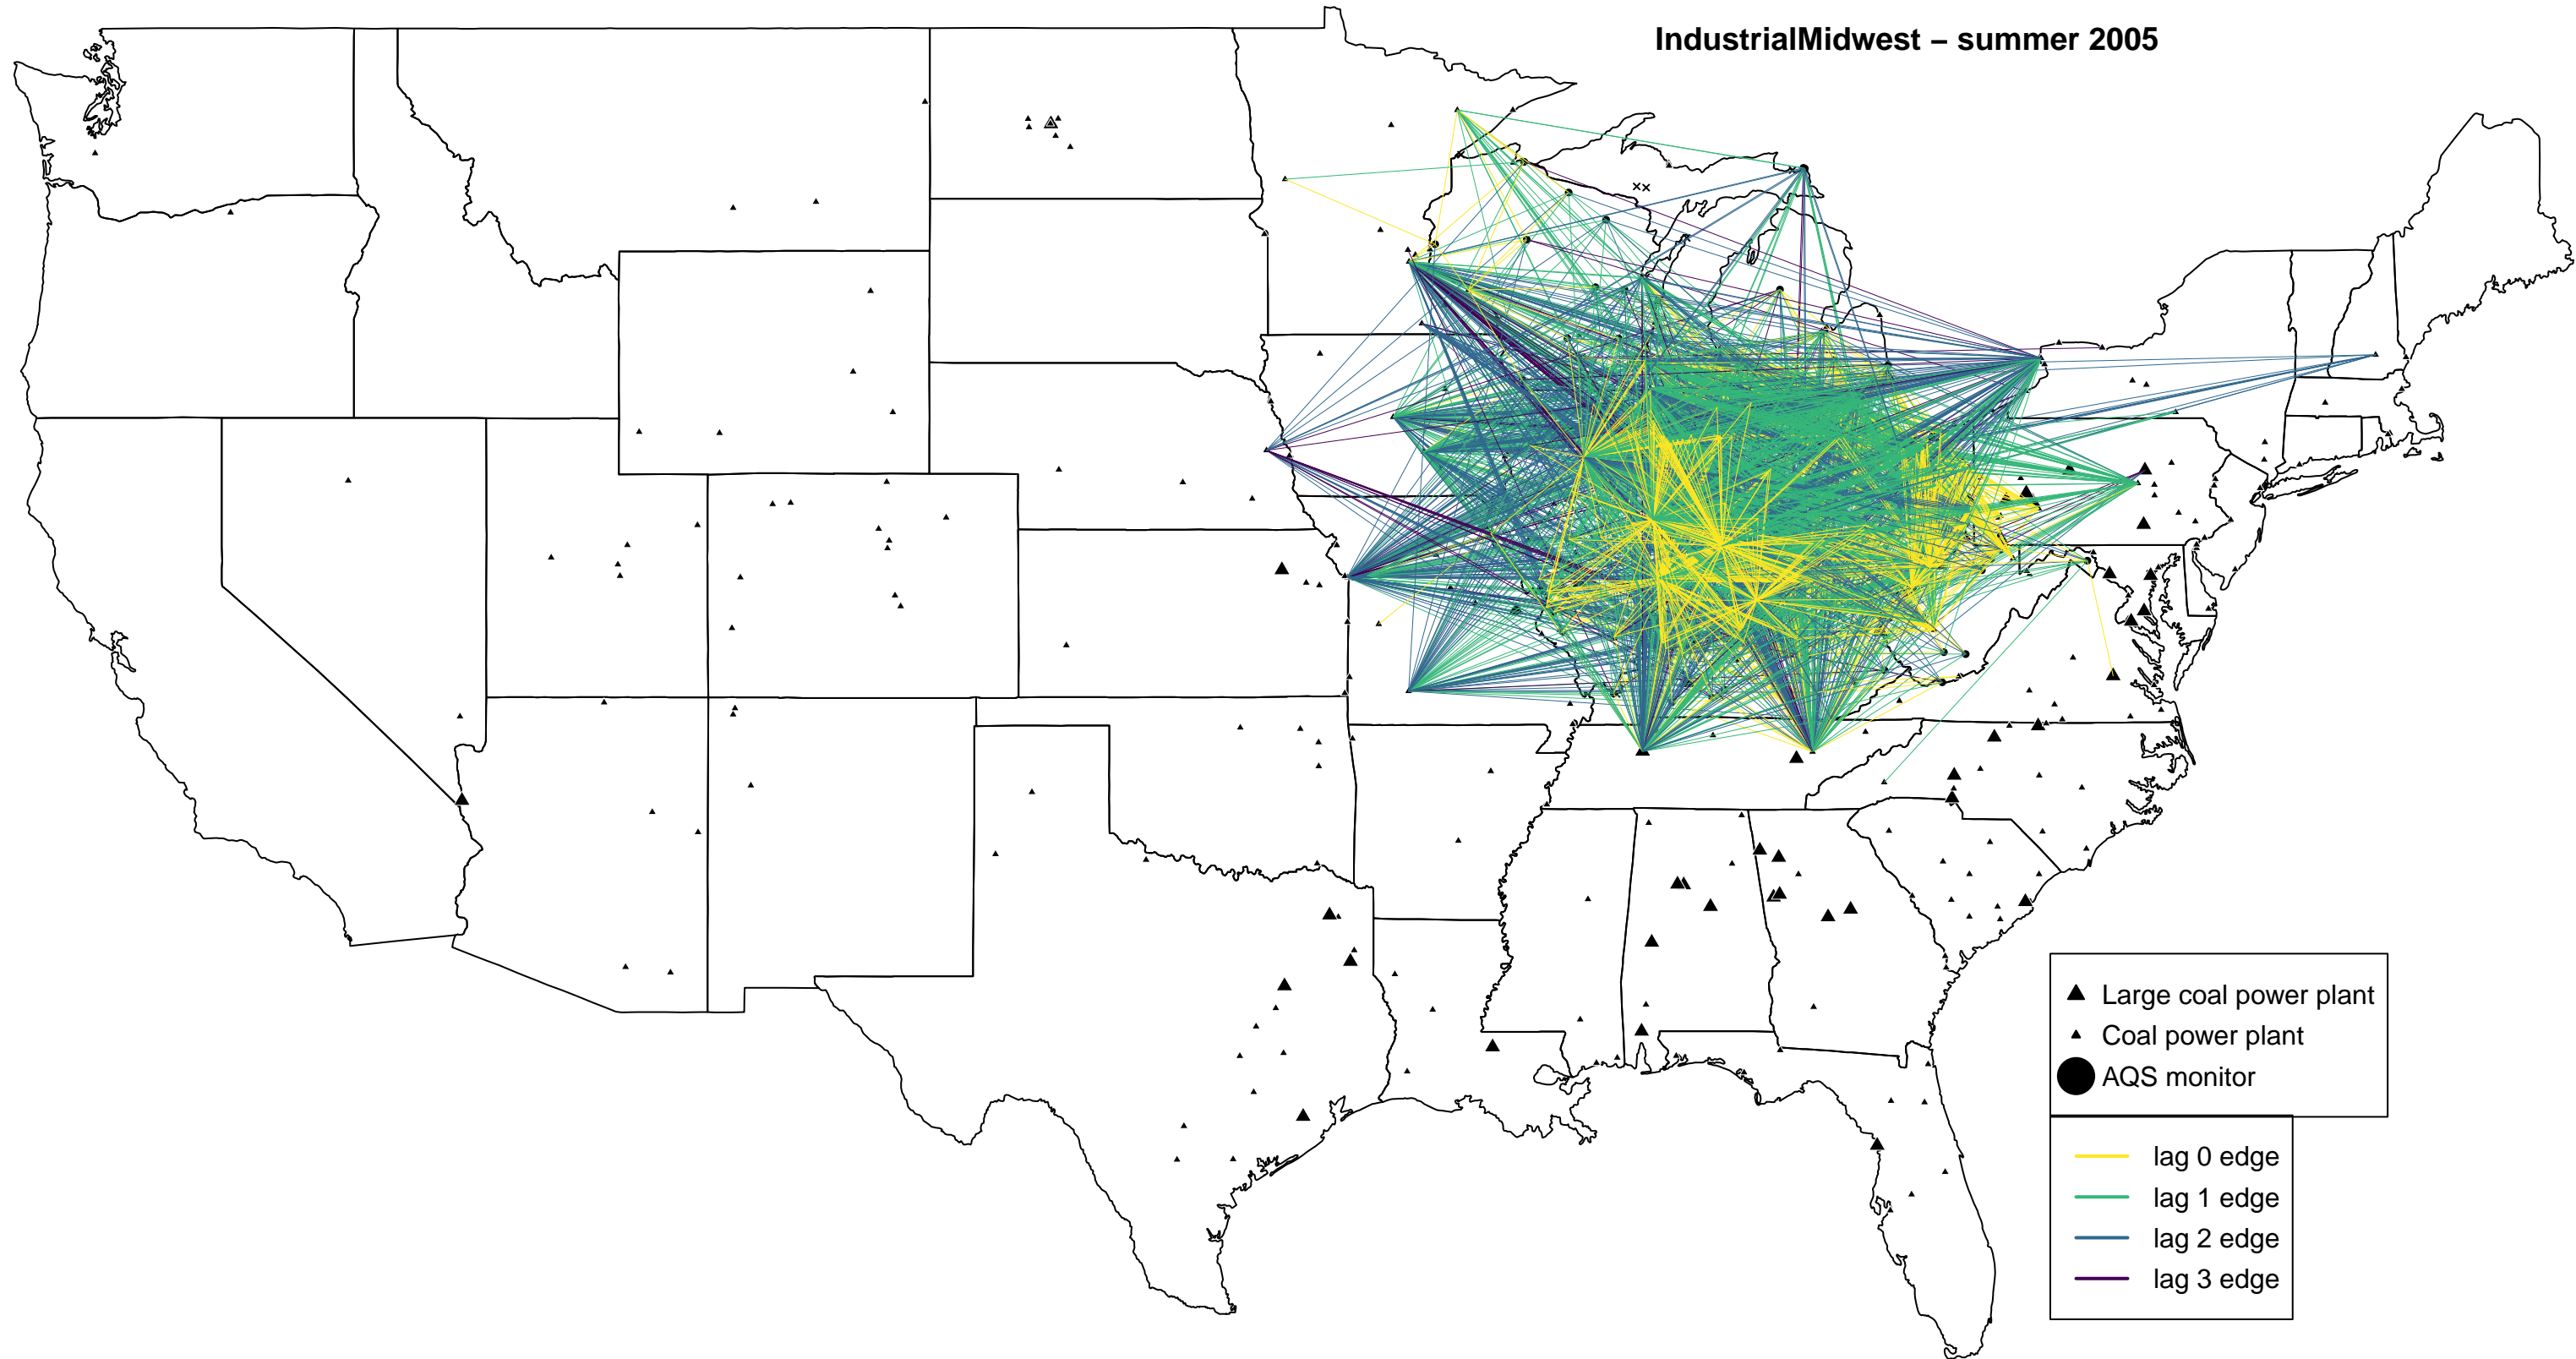 IndustrialMidwest – summer 2005
Large coal power plant
Coal power plant
AQS monitor
lag 0 edge
lag 1 edge
lag 2 edge
lag 3 edge